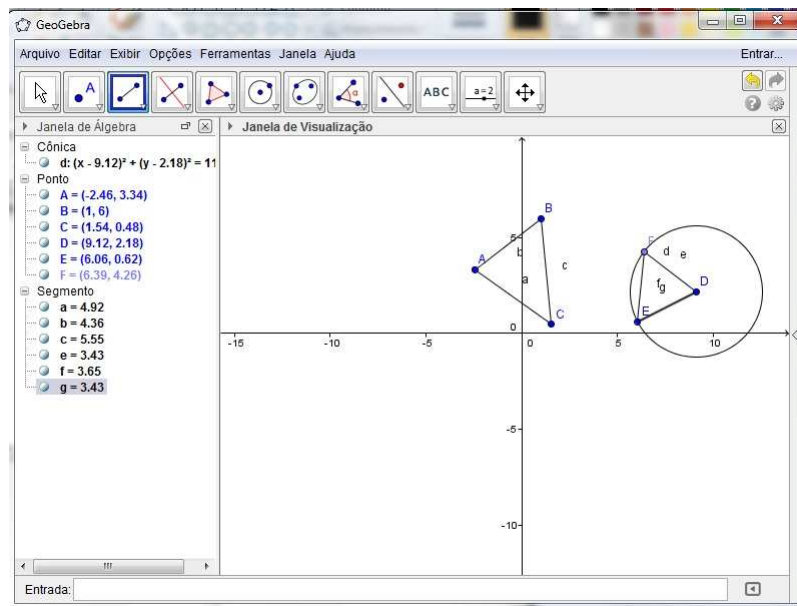 GeoGebra
Arquivo Editar Exibir Opções Ferramentas Janela Ajuda
Entrar...
A
α
ABC
a=2
Janela de Álgebra
Janela de Visualização
Cônica
d: (x - 9.12)² + (y - 2.18)² = 11
Ponto
A = (-2.46, 3.34)
B = (1, 6)
C = (1.54, 0.48)
D = (9.12, 2.18)
E = (6.06, 0.62)
F = (6.39, 4.26)
Segmento
a = 4.92
b = 4.36
c = 5.55
e = 3.43
f = 3.65
g = 3.43
B
5
b
A
c
a
C
0
F
d
e
D
f
g
E
-15
-10
-5
0
5
10
-5
-10
Entrada: